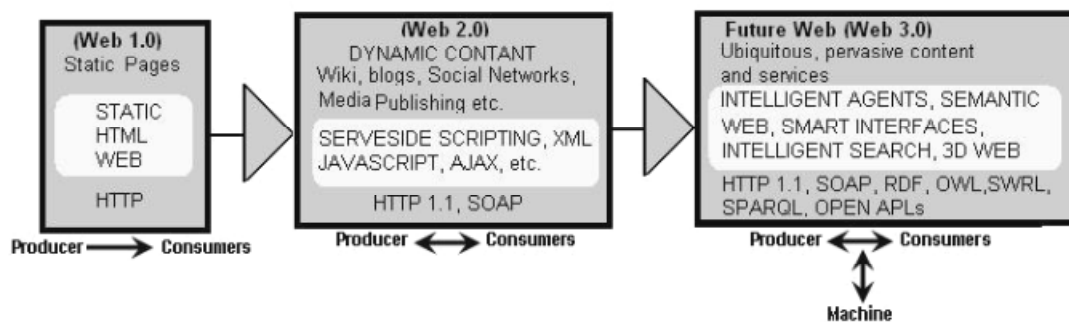 (Web 1.0)
Static Pages
STATIC
HTML
WEB
HTTP
Producer Consumers
(Web 2.0)
DYNAMIC CONTENT
Wiki, blogs, Social Networks,
Media Publishing etc.
SERVESIDE SCRIPTING, XML
JAVASCRIPT, AJAX, etc.
HTTP 1.1, SOAP
Producer Consumers
Future Web (Web 3.0)
Ubiquitous, pervasive content
and services
INTELLIGENT AGENTS, SEMANTIC
WEB, SMART INTERFACES,
INTELLIGENT SEARCH, 3D WEB
HTTP 1.1, SOAP, RDF, OWL,SWRL,
SPARQL, OPEN APLs
Producer Consumers
Machine